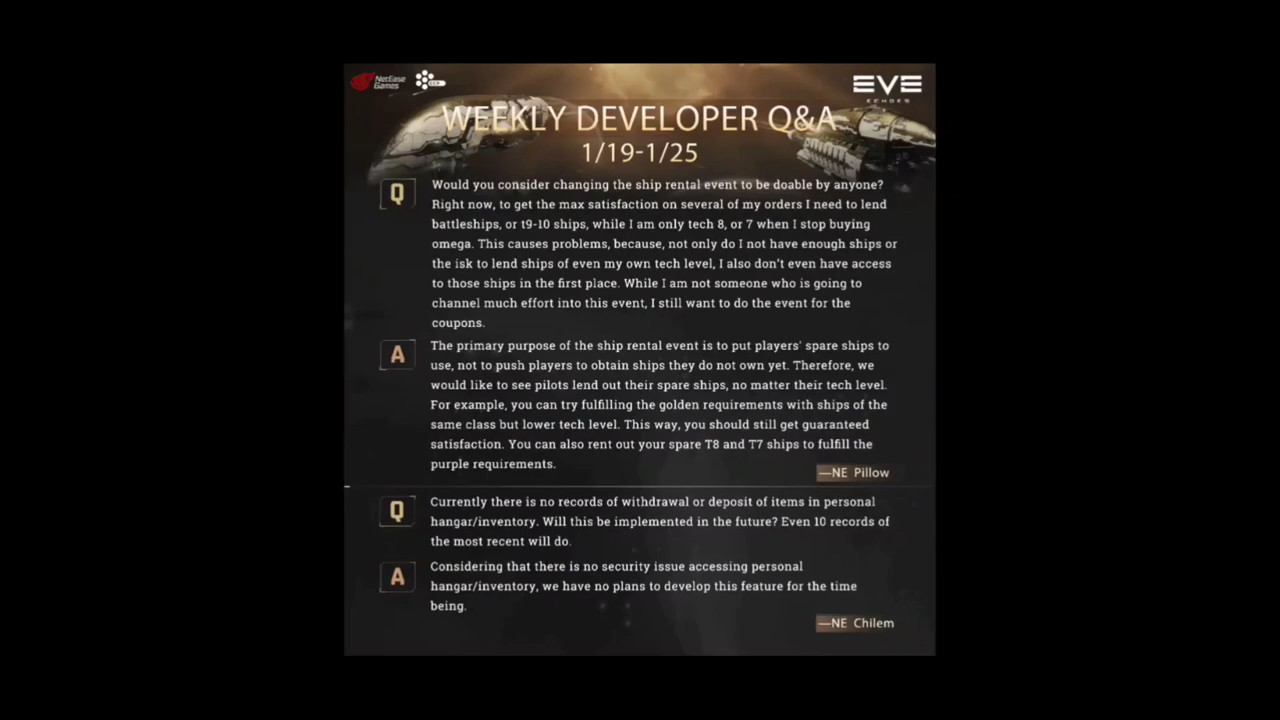 NetEase Games
CCP
EVE
ECHOES
WEEKLY DEVELOPER Q&A
1/19-1/25
Q
Would you consider changing the ship rental event to be doable by anyone?
Right now, to get the max satisfaction on several of my orders I need to lend
battleships, or t9-10 ships, while I am only tech 8, or 7 when I stop buying
omega. This causes problems, because, not only do I not have enough ships or
the isk to lend ships of even my own tech level, I also don't even have access
to those ships in the first place. While I am not someone who is going to
channel much effort into this event, I still want to do the event for the
coupons.
A
The primary purpose of the ship rental event is to put players' spare ships to
use, not to push players to obtain ships they do not own yet. Therefore, we
would like to see pilots lend out their spare ships, no matter their tech level.
For example, you can try fulfilling the golden requirements with ships of the
same class but lower tech level. This way, you should still get guaranteed
satisfaction. You can also rent out your spare T8 and T7 ships to fulfill the
purple requirements.
—NE Pillow
Q
Currently there is no records of withdrawal or deposit of items in personal
hangar/inventory. Will this be implemented in the future? Even 10 records of
the most recent will do.
A
Considering that there is no security issue accessing personal
hangar/inventory, we have no plans to develop this feature for the time
being.
—NE Chilem